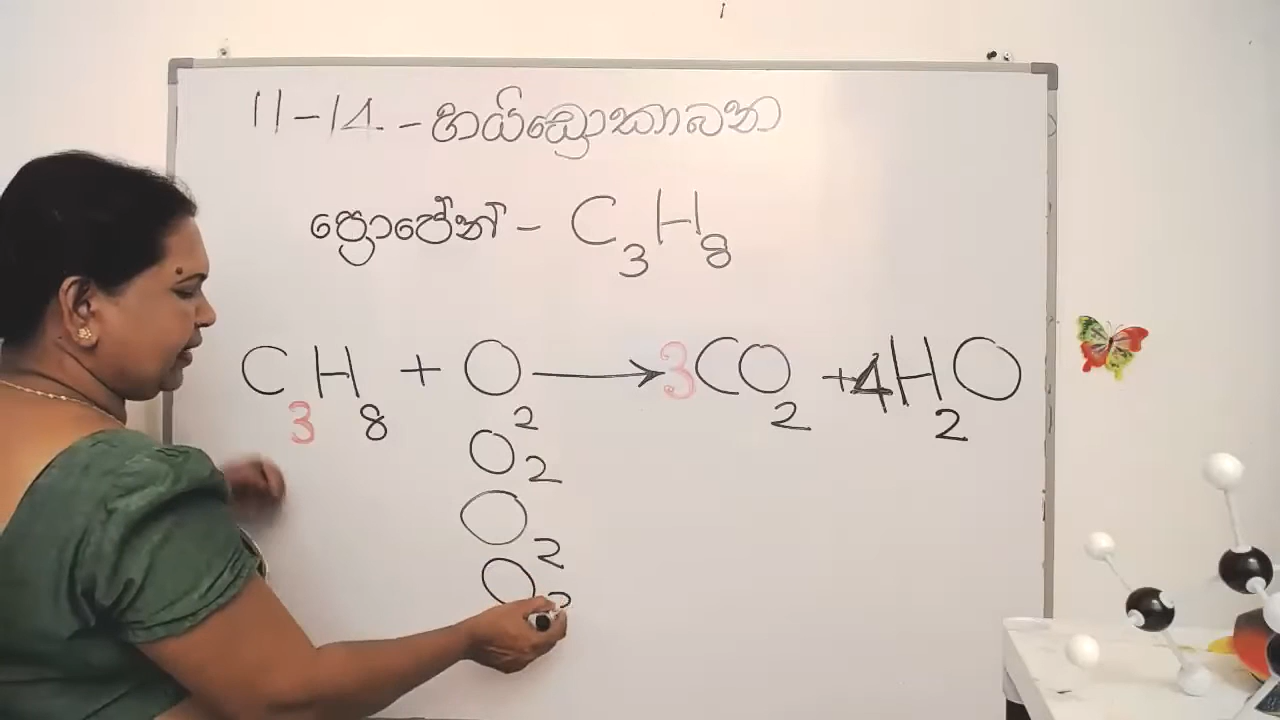 11-14 - හයිඩ්‍රොකාබන
ප්‍රොපේන් - C3H8
C3H8 + O2 → 3CO2 + 4H2O
O2
O2
O2